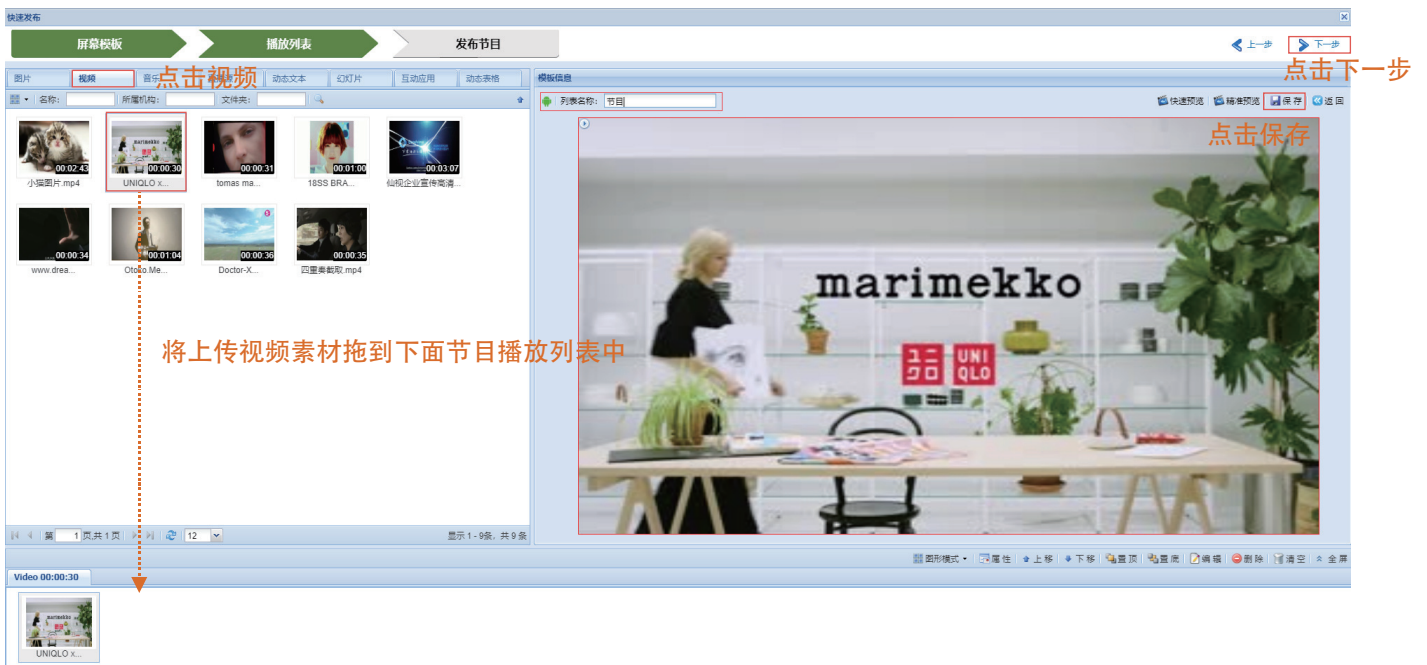 快速发布
屏幕模板
播放列表
发布节目
上一步
下一步
点击下一步
图片
视频
音乐
点击视频
动态文本
幻灯片
互动应用
动态表格
模板信息
名称:
所属机构:
文件夹:
列表名称: 节目
快速预览
精准预览
保存
返回
点击保存
00:02:43
00:00:30
00:00:31
00:01:00
00:03:07
小猫图片.mp4
UNIQLO x...
tomas ma...
18SS BRA...
仙视企业宣传高清...
00:00:34
00:01:04
00:00:36
00:00:35
www.drea...
Otoko.Me...
Doctor-X...
四重奏截取.mp4
marimekko
ユニ
クロ
UNI
QLO
将上传视频素材拖到下面节目播放列表中
第 1 页,共 1 页
12
显示 1 - 9条, 共 9 条
图形模式
属性
上移
下移
置顶
置底
编辑
删除
清空
全屏
Video 00:00:30
UNIQLO x...